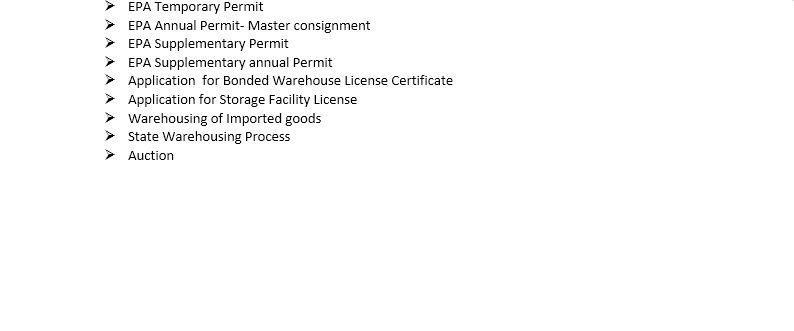 ➢ EPA Temporary Permit
➢ EPA Annual Permit- Master consignment
➢ EPA Supplementary Permit
➢ EPA Supplementary annual Permit
➢ Application  for Bonded Warehouse License Certificate
➢ Application for Storage Facility License
➢ Warehousing of Imported goods
➢ State Warehousing Process
➢ Auction